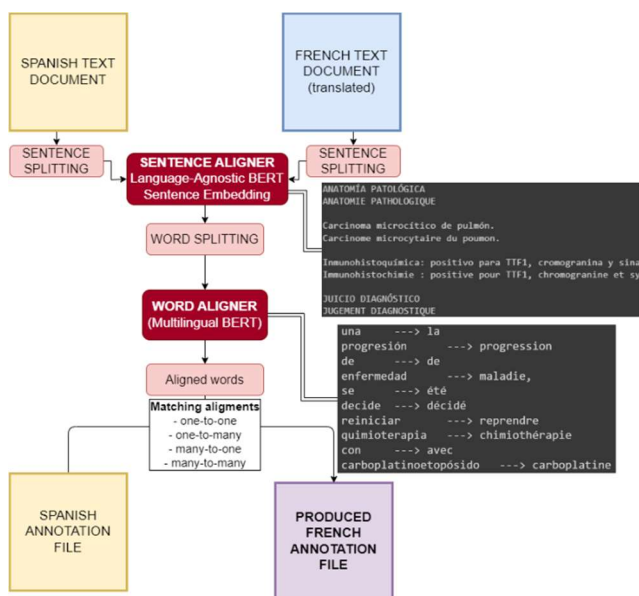 SPANISH TEXT
DOCUMENT
FRENCH TEXT
DOCUMENT
(translated)
SENTENCE
SPLITTING
SENTENCE ALIGNER
Language-Agnostic BERT
Sentence Embedding
SENTENCE
SPLITTING
ANATOMÍA PATOLÓGICA
ANATOMIE PATHOLOGIQUE
Carcinoma microcítico de pulmón.
Carcinome microcytaire du poumon.
Inmunohistoquímica: positivo para TTF1, cromogranina y sina
Immunohistochimie : positive pour TTF1, chromogranine et sy
JUICIO DIAGNÓSTICO
JUGEMENT DIAGNOSTIQUE
WORD SPLITTING
WORD ALIGNER
(Multilingual BERT)
una ---> la
progresión ---> progression
de ---> de
enfermedad ---> maladie,
se ---> été
decide ---> décidé
reiniciar ---> reprendre
quimioterapia ---> chimiothérapie
con ---> avec
carboplatinoetopósido ---> carboplatine
Aligned words
Matching aligments
- one-to-one
- one-to-many
- many-to-one
- many-to-many
SPANISH
ANNOTATION
FILE
PRODUCED
FRENCH
ANNOTATION
FILE